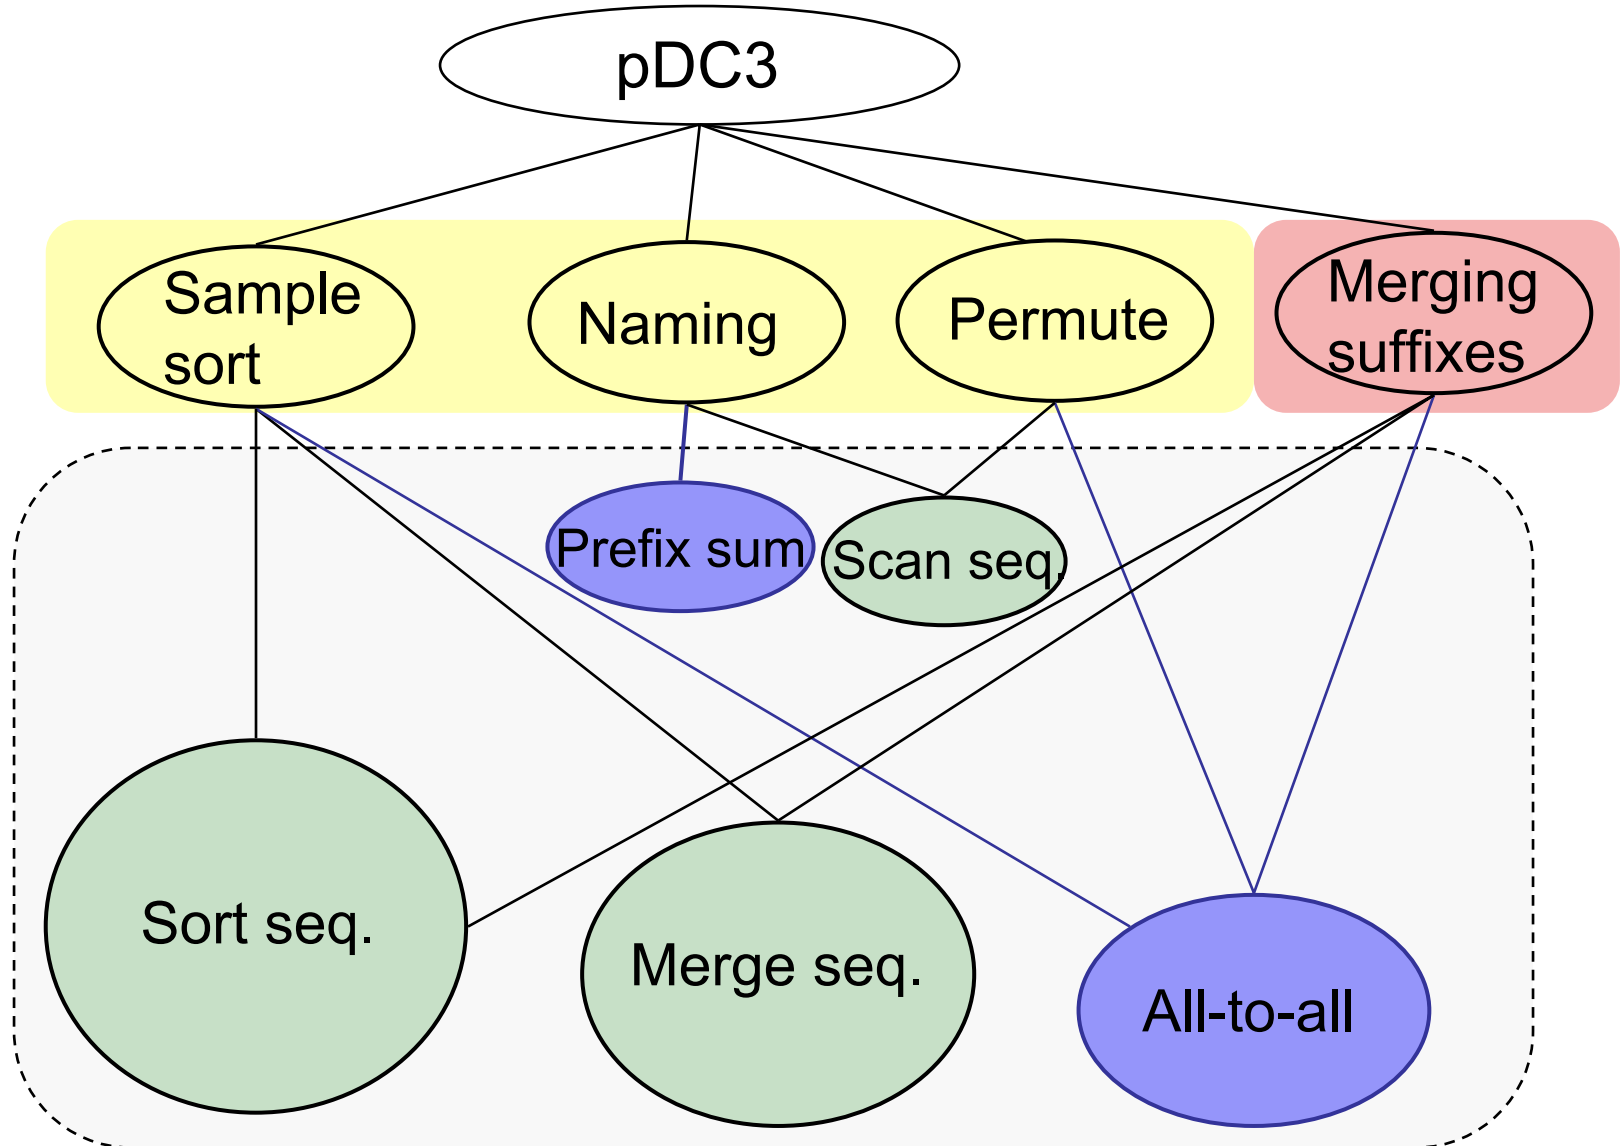 pDC3
Sample
sort
Naming
Permute
Merging
suffixes
Prefix sum
Scan seq.
Sort seq.
Merge seq.
All-to-all